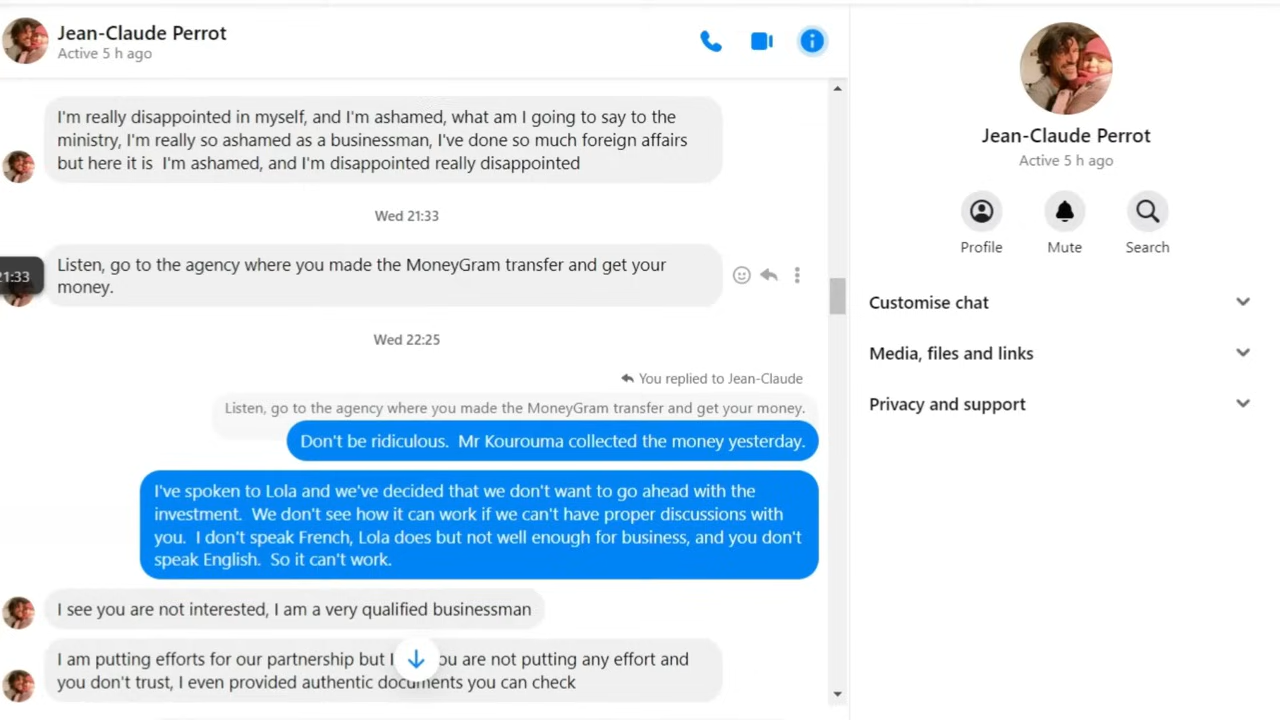 Jean-Claude Perrot
Active 5 h ago
I'm really disappointed in myself, and I'm ashamed, what am I going to say to the
ministry, I'm really so ashamed as a businessman, I've done so much foreign affairs
but here it is I'm ashamed, and I'm disappointed really disappointed
Wed 21:33
21:33
Listen, go to the agency where you made the MoneyGram transfer and get your
money.
Wed 22:25
You replied to Jean-Claude
Listen, go to the agency where you made the MoneyGram transfer and get your money.
Don't be ridiculous. Mr Kourouma collected the money yesterday.
I've spoken to Lola and we've decided that we don't want to go ahead with the
investment. We don't see how it can work if we can't have proper discussions with
you. I don't speak French, Lola does but not well enough for business, and you don't
speak English. So it can't work.
I see you are not interested, I am a very qualified businessman
I am putting efforts for our partnership but I you are not putting any effort and
you don't trust, I even provided authentic documents you can check
Jean-Claude Perrot
Active 5 h ago
Profile
Mute
Search
Customise chat
Media, files and links
Privacy and support